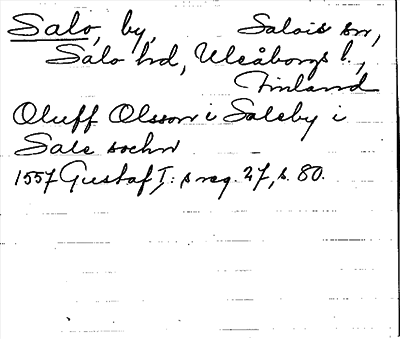 Salo, by, Salois sn,
Salo hd, Uleåborgs l.,
Finland
Oluff Olsson i Saleby i
Sale sochn
1557 Gustaf I:s reg. 27, s. 80.